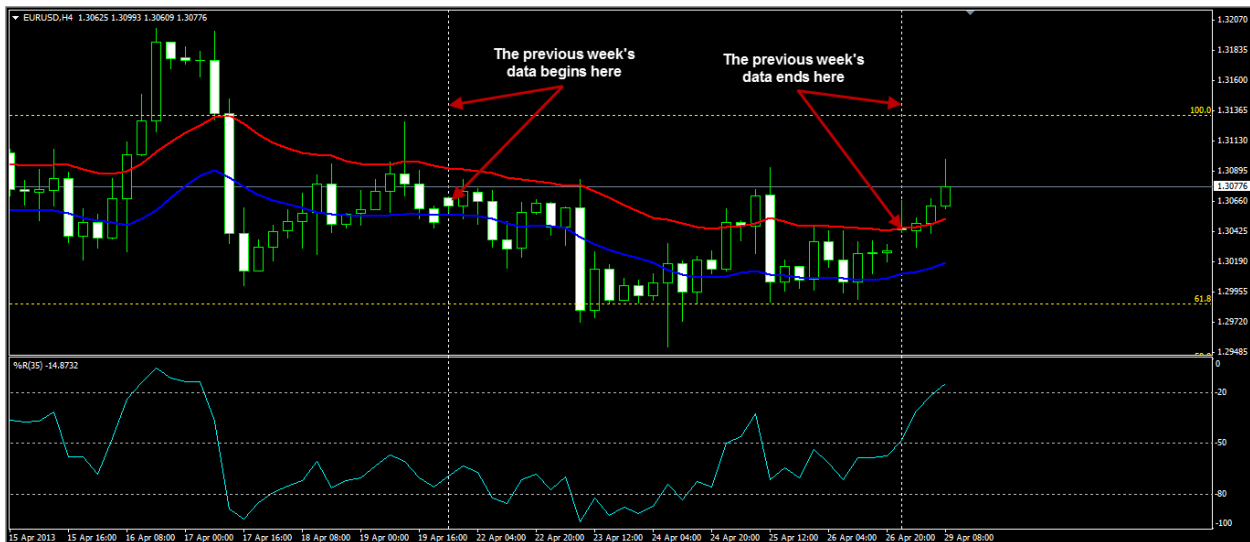 EURUSD,H4 1.30625 1.30993 1.30609 1.30776
The previous week's
data begins here
The previous week's
data ends here
1.32070
1.31835
1.31600
1.31365
100.0
1.31130
1.30895
1.30776
1.30660
1.30425
1.30190
1.29955
61.8
1.29720
1.29485
%R(35) -14.8732
0
-20
-50
-80
-100
15 Apr 2013 15 Apr 16:00 16 Apr 08:00 17 Apr 00:00 17 Apr 16:00 18 Apr 08:00 19 Apr 00:00 19 Apr 16:00 22 Apr 04:00 22 Apr 20:00 23 Apr 12:00 24 Apr 04:00 24 Apr 20:00 25 Apr 12:00 26 Apr 04:00 26 Apr 20:00 29 Apr 08:00